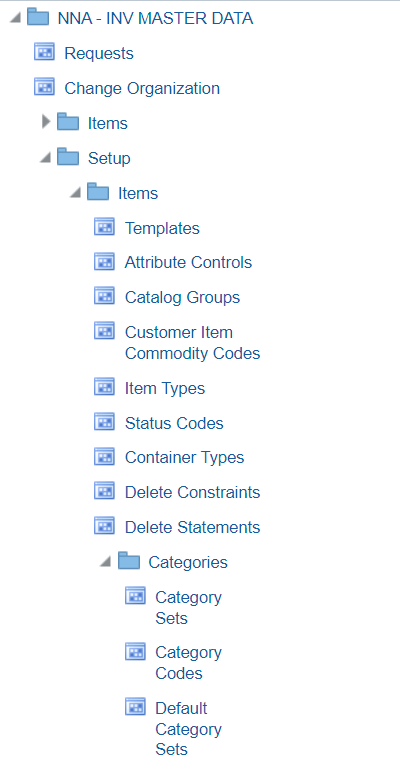 NNA - INV MASTER DATA
Requests
Change Organization
Items
Setup
Items
Templates
Attribute Controls
Catalog Groups
Customer Item
Commodity Codes
Item Types
Status Codes
Container Types
Delete Constraints
Delete Statements
Categories
Category
Sets
Category
Codes
Default
Category
Sets